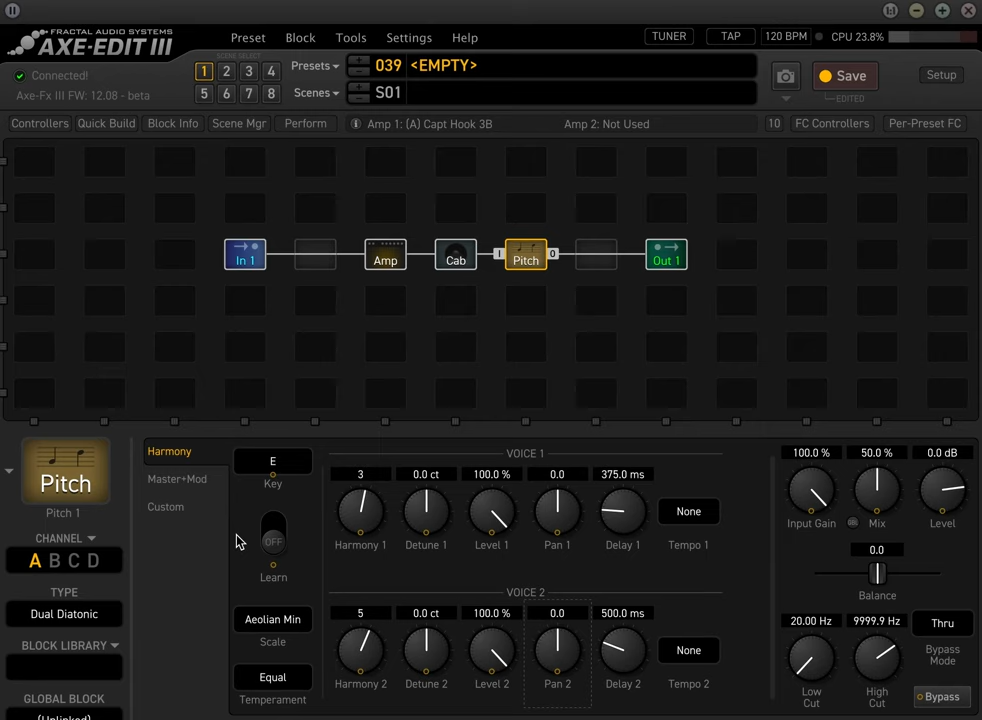 FRACTAL AUDIO SYSTEMS
AXE-EDIT III
Preset Block Tools Settings Help
TUNER TAP 120 BPM CPU 23.8%
Connected!
Axe-Fx III FW: 12.08 - beta
SCENE SELECT
1 2 3 4
5 6 7 8
Presets 039 <EMPTY>
Scenes S01
Save
EDITED
Setup
Controllers Quick Build Block Info Scene Mgr Perform Amp 1: (A) Capt Hook 3B Amp 2: Not Used 10 FC Controllers Per-Preset FC
In 1 Amp Cab I Pitch O Out 1
Pitch
Pitch 1
CHANNEL
A B C D
TYPE
Dual Diatonic
BLOCK LIBRARY
GLOBAL BLOCK
(Unlinked)
Harmony
Master+Mod
Custom
E
Key
OFF
Learn
Aeolian Min
Scale
Equal
Temperament
VOICE 1
3 0.0 ct 100.0 % 0.0 375.0 ms
None
Harmony 1 Detune 1 Level 1 Pan 1 Delay 1 Tempo 1
VOICE 2
5 0.0 ct 100.0 % 0.0 500.0 ms
None
Harmony 2 Detune 2 Level 2 Pan 2 Delay 2 Tempo 2
100.0 % 50.0 % 0.0 dB
Input Gain Mix Level
0.0
Balance
20.00 Hz 9999.9 Hz Thru
Low Cut High Cut Bypass Mode
Bypass